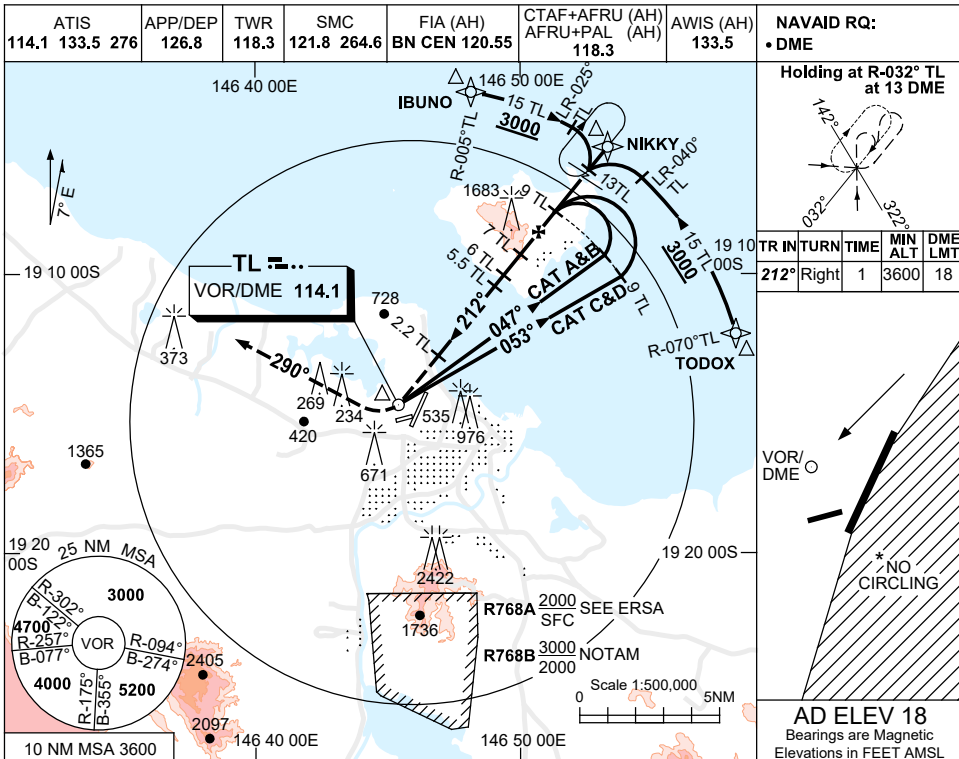 ATIS
114.1 133.5 276
APP/DEP
126.8
TWR
118.3
SMC
121.8 264.6
FIA (AH)
BN CEN 120.55
CTAF+AFRU (AH)
AFRU+PAL (AH)
118.3
AWIS (AH)
133.5
NAVAID RQ:
• DME
146 40 00E
146 50 00E
IBUNO
15 TL
3000
LR-025°
TL
R-005°TL
NIKKY
LR-040°
TL
13TL
9 TL
1683
7° E
7 TL
6 TL
5.5 TL
15 TL
3000
19 10
00S
19 10 00S
TL
VOR/DME 114.1
728
2.2 TL
212°
047° CAT A&B
053° CAT C&D
9 TL
R-070°TL
TODOX
373
290°
269
234
420
535
976
671
1365
19 20
00S
19 20 00S
25 NM MSA
3000
R-302°
B-122°
4700
R-257°
B-077°
VOR
R-094°
B-274°
4000
R-175°
B-355°
5200
10 NM MSA 3600
2405
2097
2422
1736
R768A 2000 SEE ERSA
SFC
R768B 3000 NOTAM
2000
Scale 1:500,000
0
5NM
146 40 00E
146 50 00E
Holding at R-032° TL
at 13 DME
142°
032°
322°
TR IN TURN TIME MIN ALT DME LMT
212° Right 1 3600 18
VOR/
DME
*NO
CIRCLING
AD ELEV 18
Bearings are Magnetic
Elevations in FEET AMSL